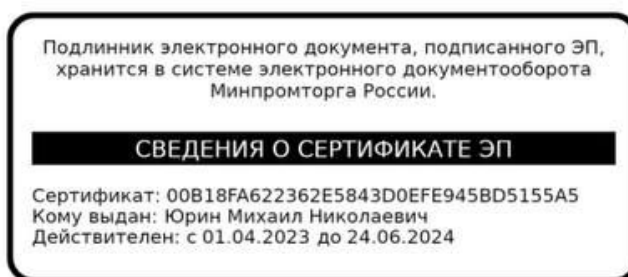 Подлинник электронного документа, подписанного ЭП,
хранится в системе электронного документооборота
Минпромторга России.
СВЕДЕНИЯ О СЕРТИФИКАТЕ ЭП
Сертификат: 00B18FA622362E5843D0EFE945BD5155A5
Кому выдан: Юрин Михаил Николаевич
Действителен: с 01.04.2023 до 24.06.2024